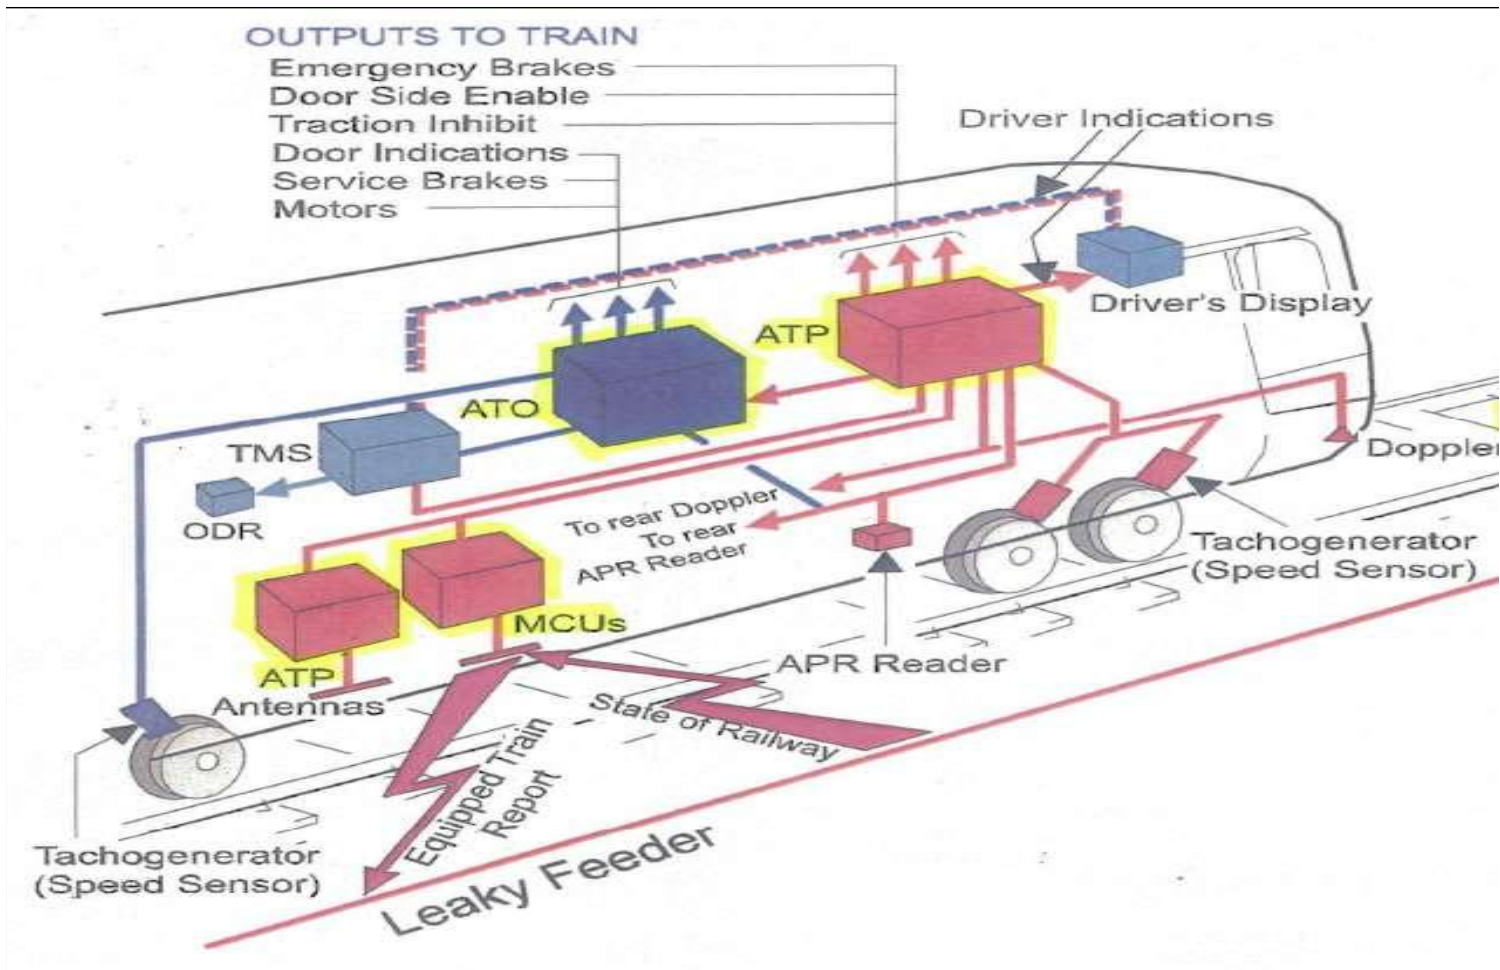 OUTPUTS TO TRAIN
Emergency Brakes
Door Side Enable
Traction Inhibit
Door Indications
Service Brakes
Motors
Driver Indications
Driver's Display
ATP
ATO
TMS
ODR
Doppler
To rear Doppler
To rear
APR Reader
Tachogenerator
(Speed Sensor)
MCUs
APR Reader
ATP
Antennas
State of Railway
Equipped Train
Report
Tachogenerator
(Speed Sensor)
Leaky Feeder